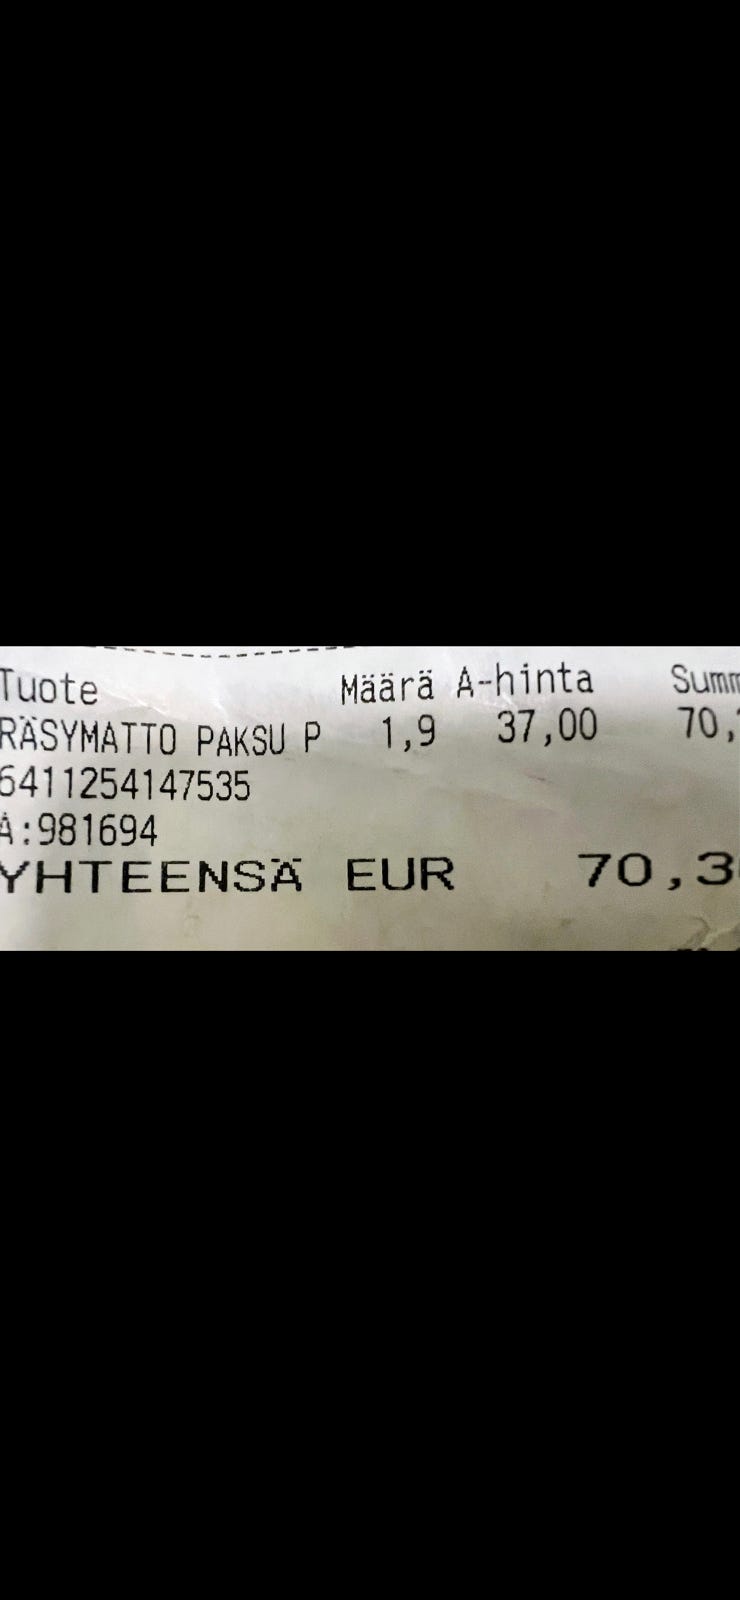 Tuote Määrä A-hinta Summ
RÄSYMATTO PAKSU P 1,9 37,00 70,
6411254147535
A:981694
YHTEENSÄ EUR 70,3